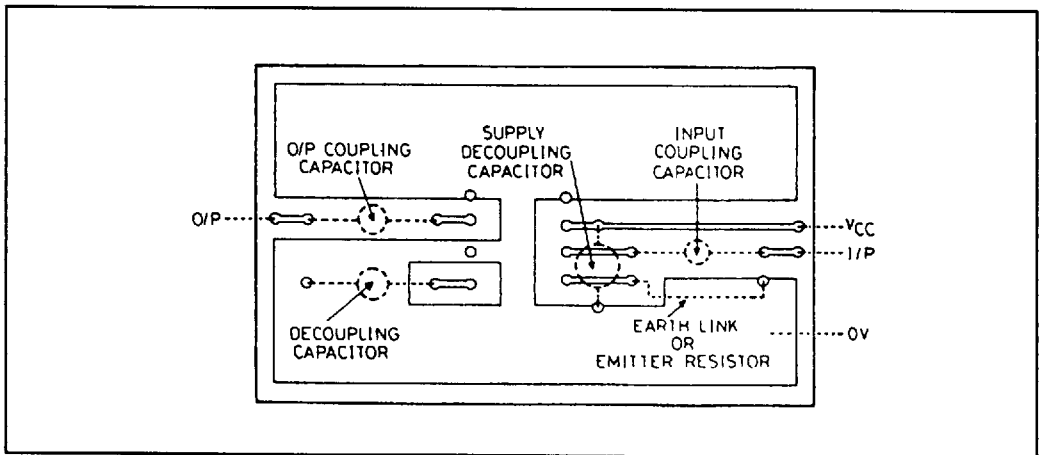 O/P COUPLING
CAPACITOR
SUPPLY
DECOUPLING
CAPACITOR
INPUT
COUPLING
CAPACITOR
O/P
VCC
I/P
DECOUPLING
CAPACITOR
EARTH LINK
OR
EMITTER RESISTOR
0V